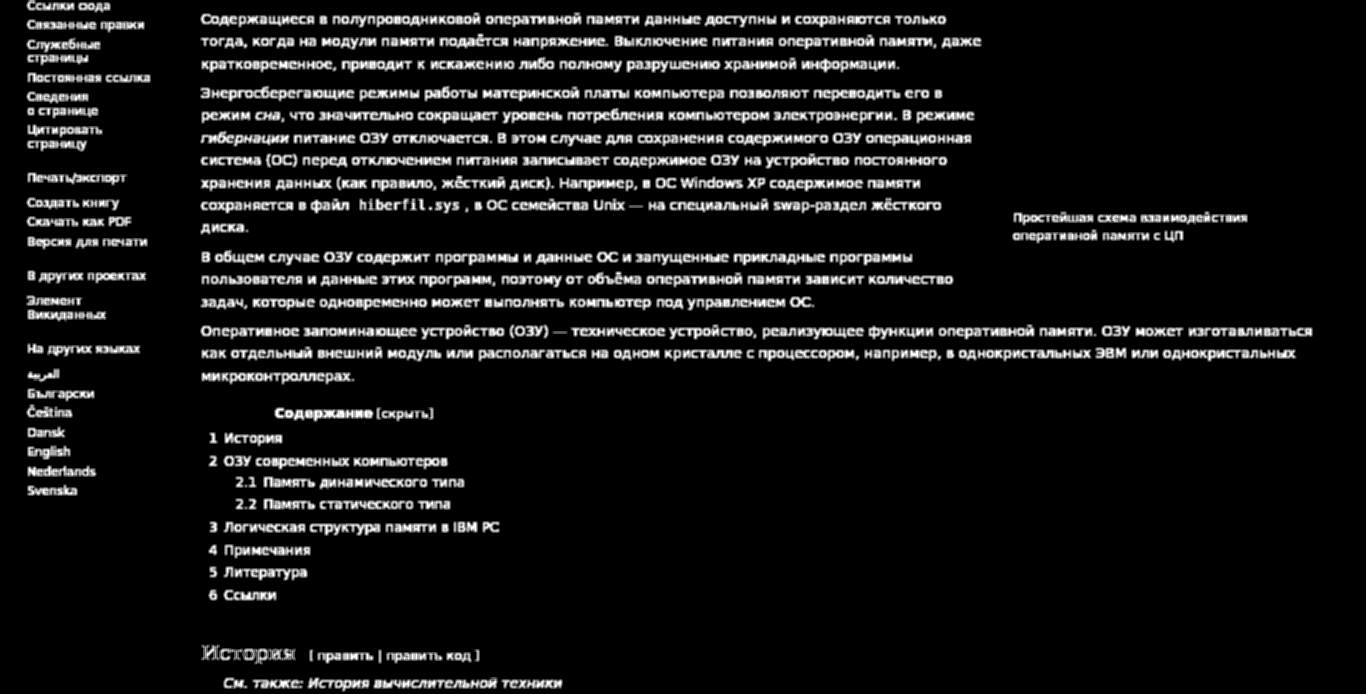 Ссылки сюда
Связанные правки
Служебные
страницы
Постоянная ссылка
Сведения
о странице
Цитировать
страницу
Печать/экспорт
Создать книгу
Скачать как PDF
Версия для печати
В других проектах
Элемент
Викиданных
На других языках
العربية
Български
Čeština
Dansk
English
Nederlands
Svenska
Содержащиеся в полупроводниковой оперативной памяти данные доступны и сохраняются только
тогда, когда на модули памяти подаётся напряжение. Выключение питания оперативной памяти, даже
кратковременное, приводит к искажению либо полному разрушению хранимой информации.
Энергосберегающие режимы работы материнской платы компьютера позволяют переводить его в
режим сна, что значительно сокращает уровень потребления компьютером электроэнергии. В режиме
гибернации питание ОЗУ отключается. В этом случае для сохранения содержимого ОЗУ операционная
система (ОС) перед отключением питания записывает содержимое ОЗУ на устройство постоянного
хранения данных (как правило, жёсткий диск). Например, в ОС Windows XP содержимое памяти
сохраняется в файл hiberfil.sys , в ОС семейства Unix — на специальный swap-раздел жёсткого
диска.
В общем случае ОЗУ содержит программы и данные ОС и запущенные прикладные программы
пользователя и данные этих программ, поэтому от объёма оперативной памяти зависит количество
задач, которые одновременно может выполнять компьютер под управлением ОС.
Оперативное запоминающее устройство (ОЗУ) — техническое устройство, реализующее функции оперативной памяти. ОЗУ может изготавливаться
как отдельный внешний модуль или располагаться на одном кристалле с процессором, например, в однокристальных ЭВМ или однокристальных
микроконтроллерах.
Простейшая схема взаимодействия
оперативной памяти с ЦП
Содержание [скрыть]
1 История
2 ОЗУ современных компьютеров
2.1 Память динамического типа
2.2 Память статического типа
3 Логическая структура памяти в IBM PC
4 Примечания
5 Литература
6 Ссылки
История [ править | править код ]
См. также: История вычислительной техники